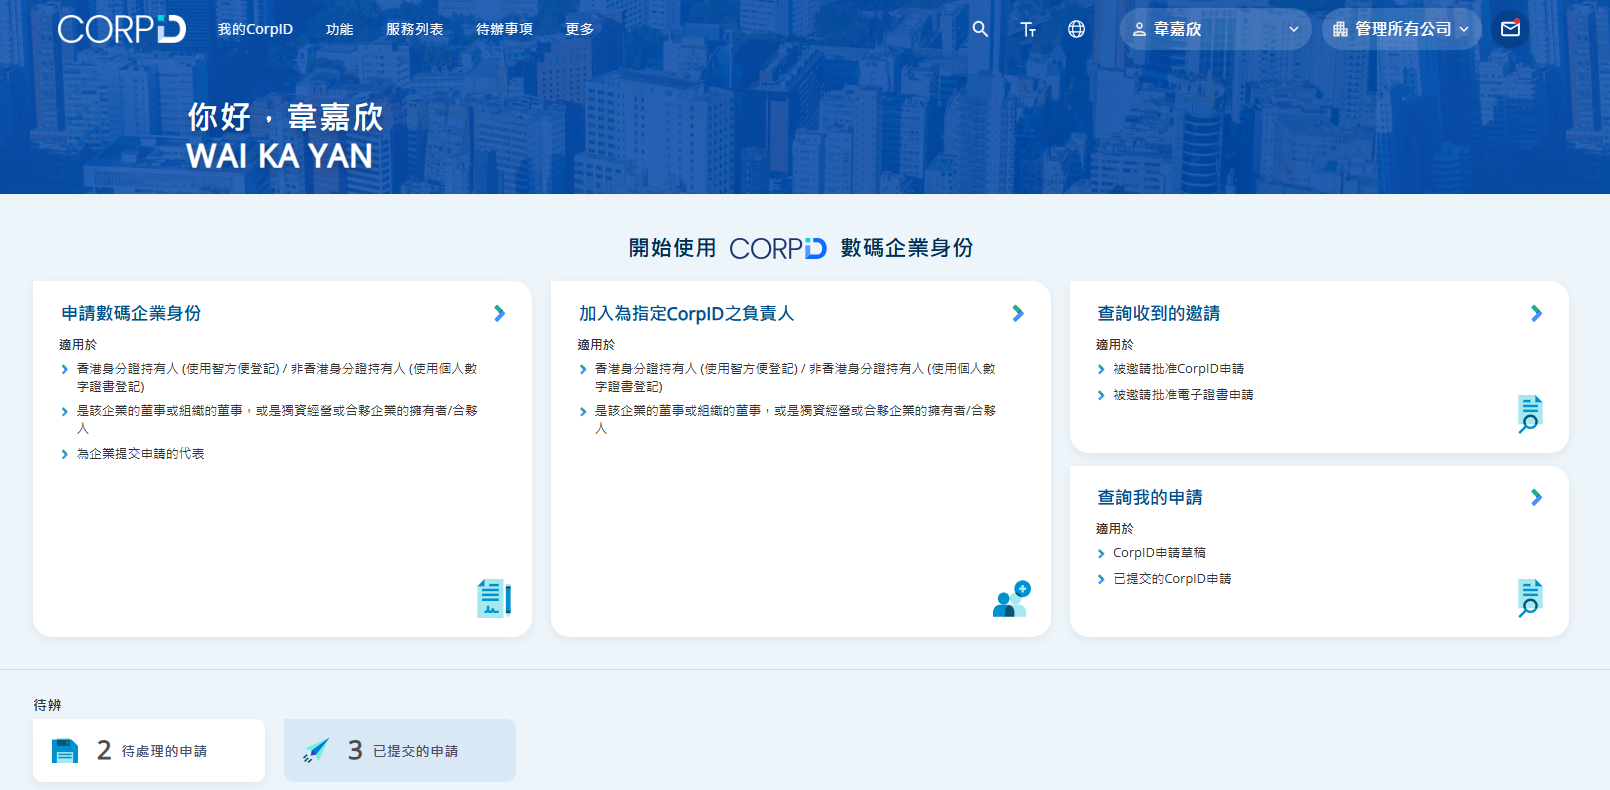 CORPiD 我的CorpID 功能 服務列表 待辦事項 更多 韋嘉欣 管理所有公司
你好，韋嘉欣
WAI KA YAN
開始使用 CORPiD 數碼企業身份
申請數碼企業身份
適用於
香港身分證持有人 (使用智方便登記) / 非香港身分證持有人 (使用個人數
字證書登記)
是該企業的董事或組織的董事，或是獨資經營或合夥企業的擁有者/合夥
人
為企業提交申請的代表
加入為指定CorpID之負責人
適用於
香港身分證持有人 (使用智方便登記) / 非香港身分證持有人 (使用個人數
字證書登記)
是該企業的董事或組織的董事，或是獨資經營或合夥企業的擁有者/合夥
人
查詢收到的邀請
適用於
被邀請批准CorpID申請
被邀請批准電子證書申請
查詢我的申請
適用於
CorpID申請草稿
已提交的CorpID申請
待辨
2 待處理的申請
3 已提交的申請